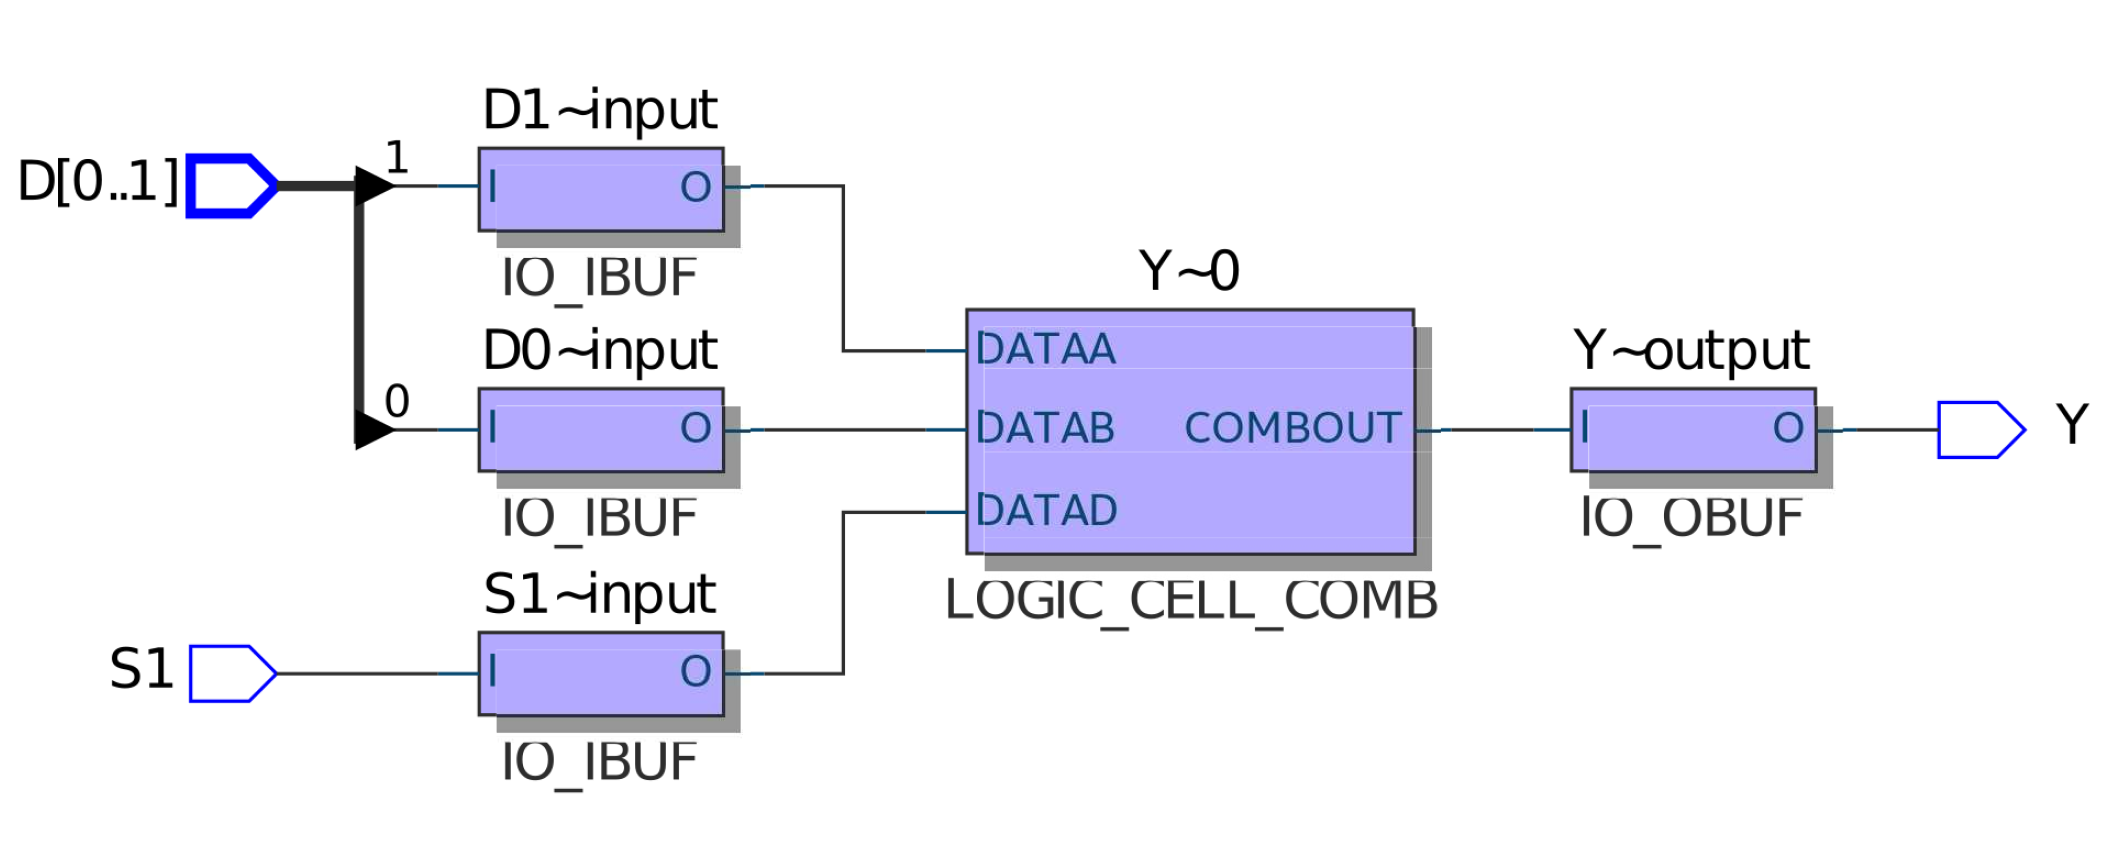 D1~input
D[0..1]
1
I
O
IO_IBUF
D0~input
0
I
O
IO_IBUF
S1~input
S1
I
O
IO_IBUF
Y~0
DATAA
DATAB
COMBOUT
DATAD
LOGIC_CELL_COMB
Y~output
I
O
IO_OBUF
Y